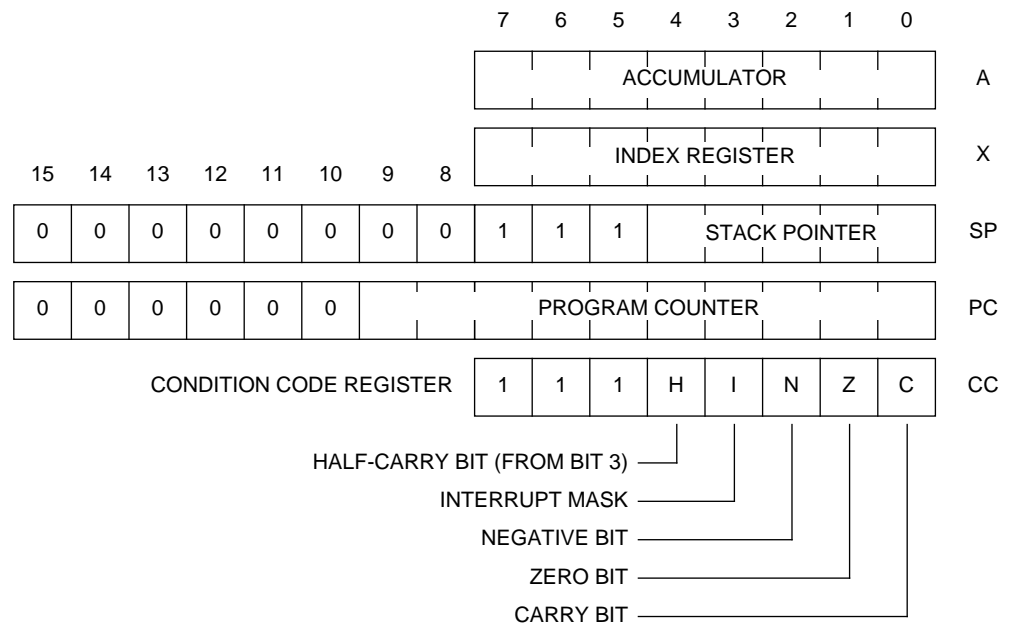 7 6 5 4 3 2 1 0
ACCUMULATOR A
INDEX REGISTER X
15 14 13 12 11 10 9 8
0 0 0 0 0 0 0 0 1 1 1 STACK POINTER SP
0 0 0 0 0 0 PROGRAM COUNTER PC
CONDITION CODE REGISTER 1 1 1 H I N Z C CC
HALF-CARRY BIT (FROM BIT 3)
INTERRUPT MASK
NEGATIVE BIT
ZERO BIT
CARRY BIT